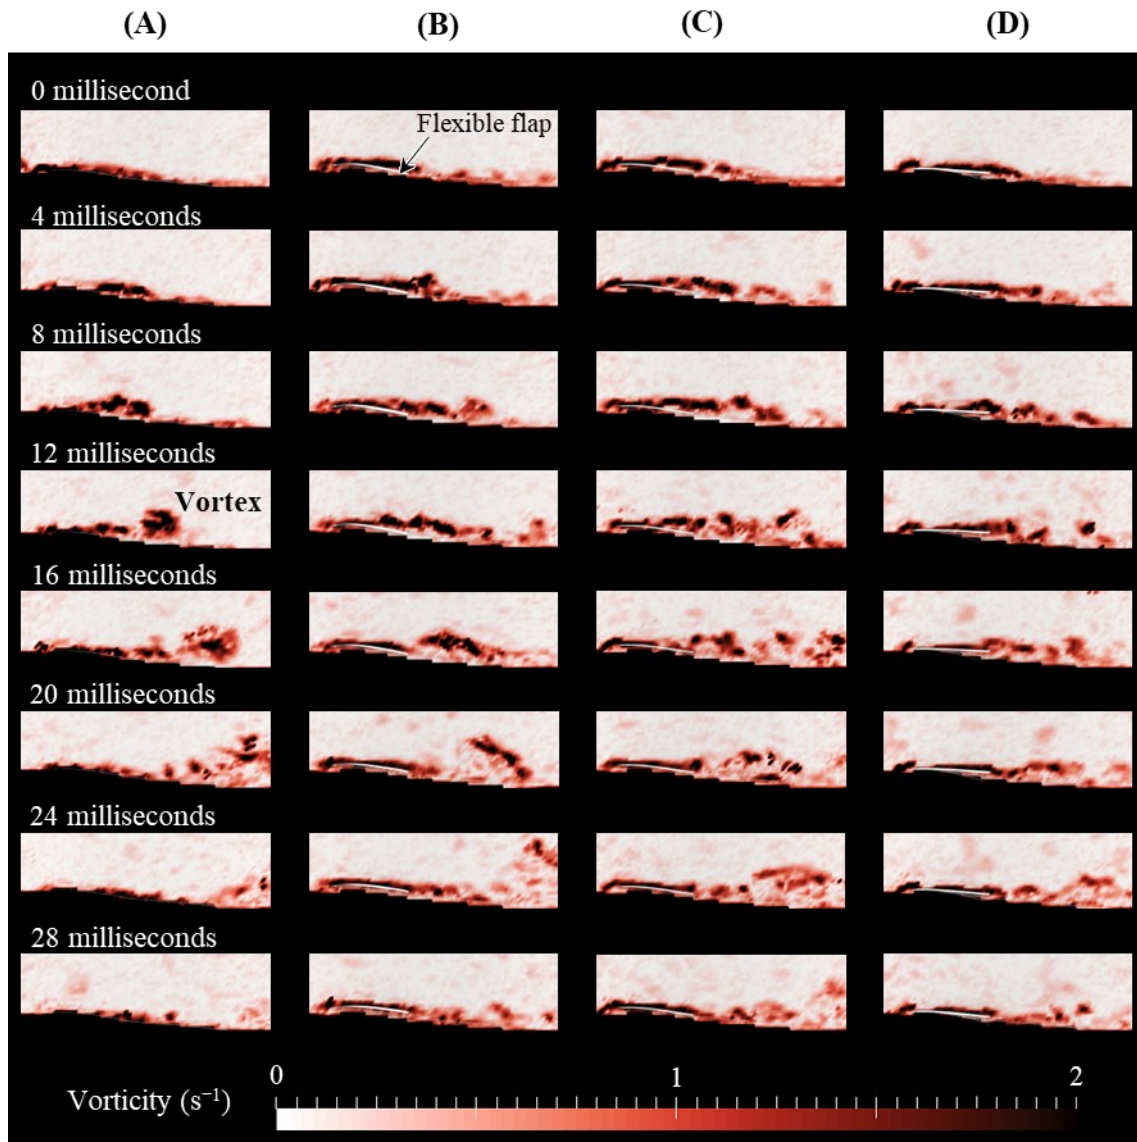 (A) (B) (C) (D)
0 millisecond
Flexible flap
4 milliseconds
8 milliseconds
12 milliseconds
Vortex
16 milliseconds
20 milliseconds
24 milliseconds
28 milliseconds
0 1 2
Vorticity (s⁻¹)